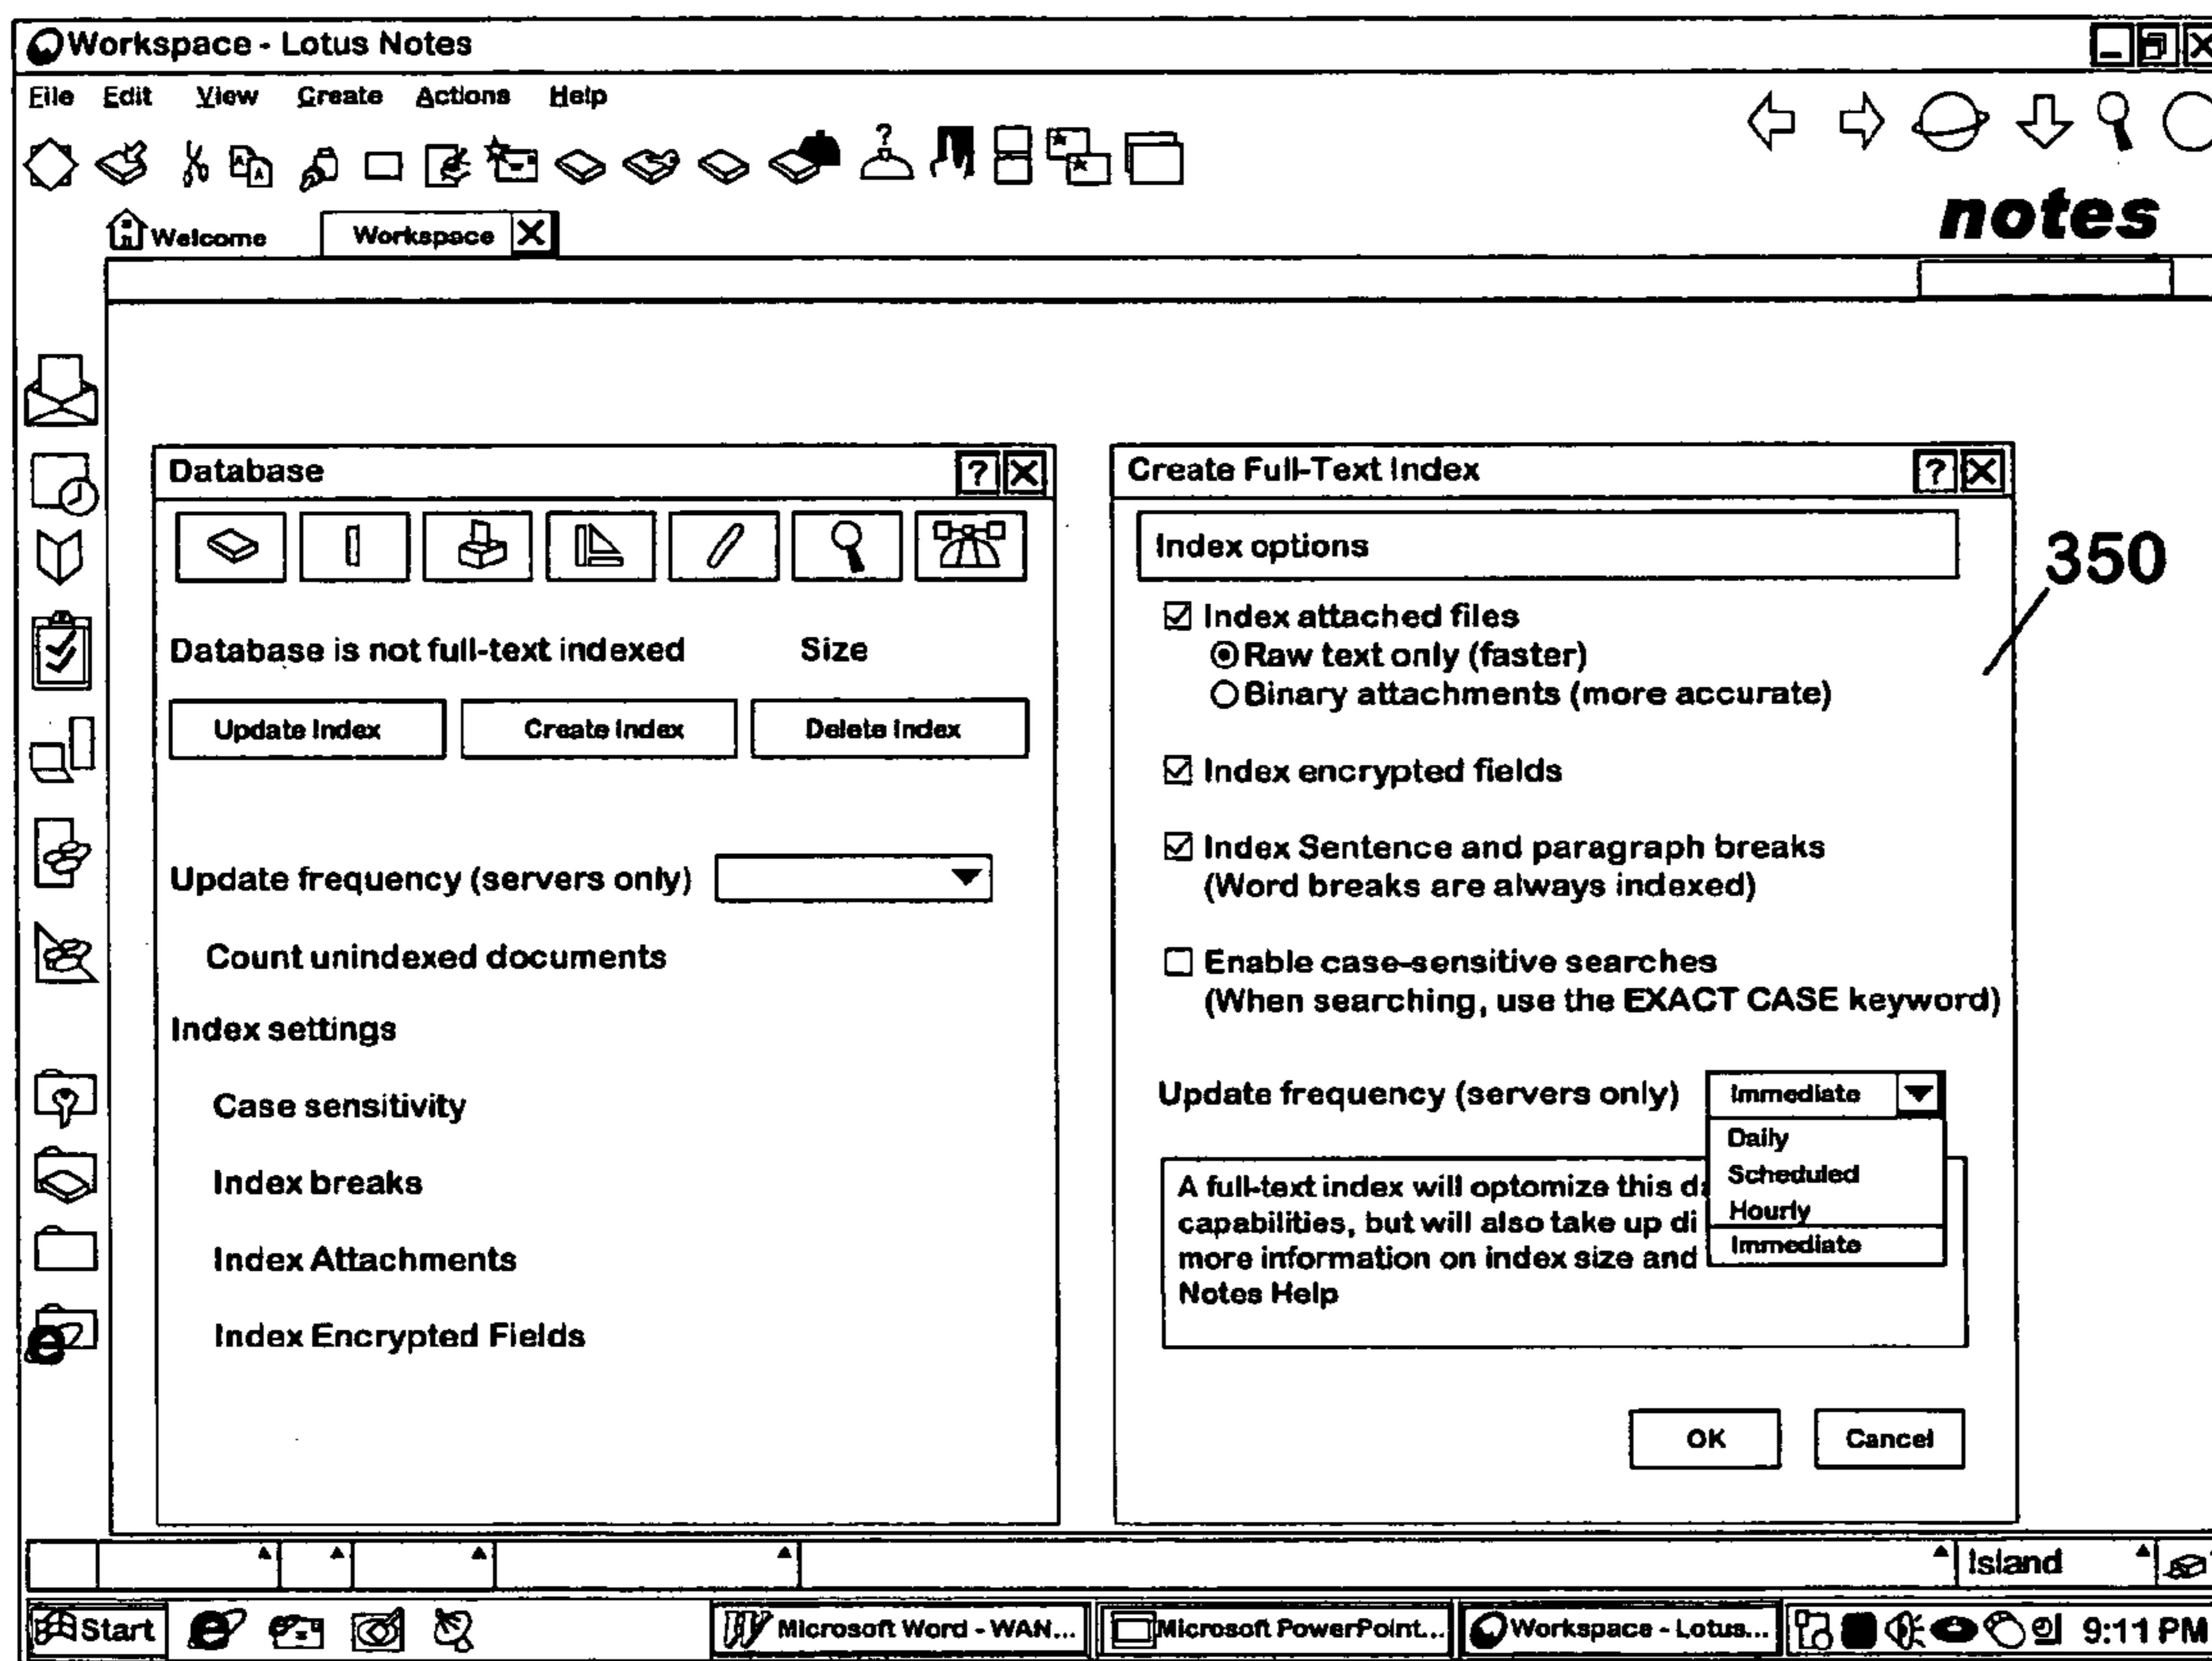 Workspace - Lotus Notes
File Edit View Create Actions Help
notes
Welcome Workspace
Database
Database is not full-text indexed Size
Update Index Create Index Delete Index
Update frequency (servers only)
Count unindexed documents
Index settings
Case sensitivity
Index breaks
Index Attachments
Index Encrypted Fields
Create Full-Text Index
Index options
350
Index attached files
Raw text only (faster)
Binary attachments (more accurate)
Index encrypted fields
Index Sentence and paragraph breaks
(Word breaks are always indexed)
Enable case-sensitive searches
(When searching, use the EXACT CASE keyword)
Update frequency (servers only) Immediate
Daily
Scheduled
Hourly
Immediate
A full-text index will optomize this d
capabilities, but will also take up di
more information on index size and
Notes Help
OK Cancel
Island
Start Microsoft Word - WAN... Microsoft PowerPoint... Workspace - Lotus... 9:11 PM